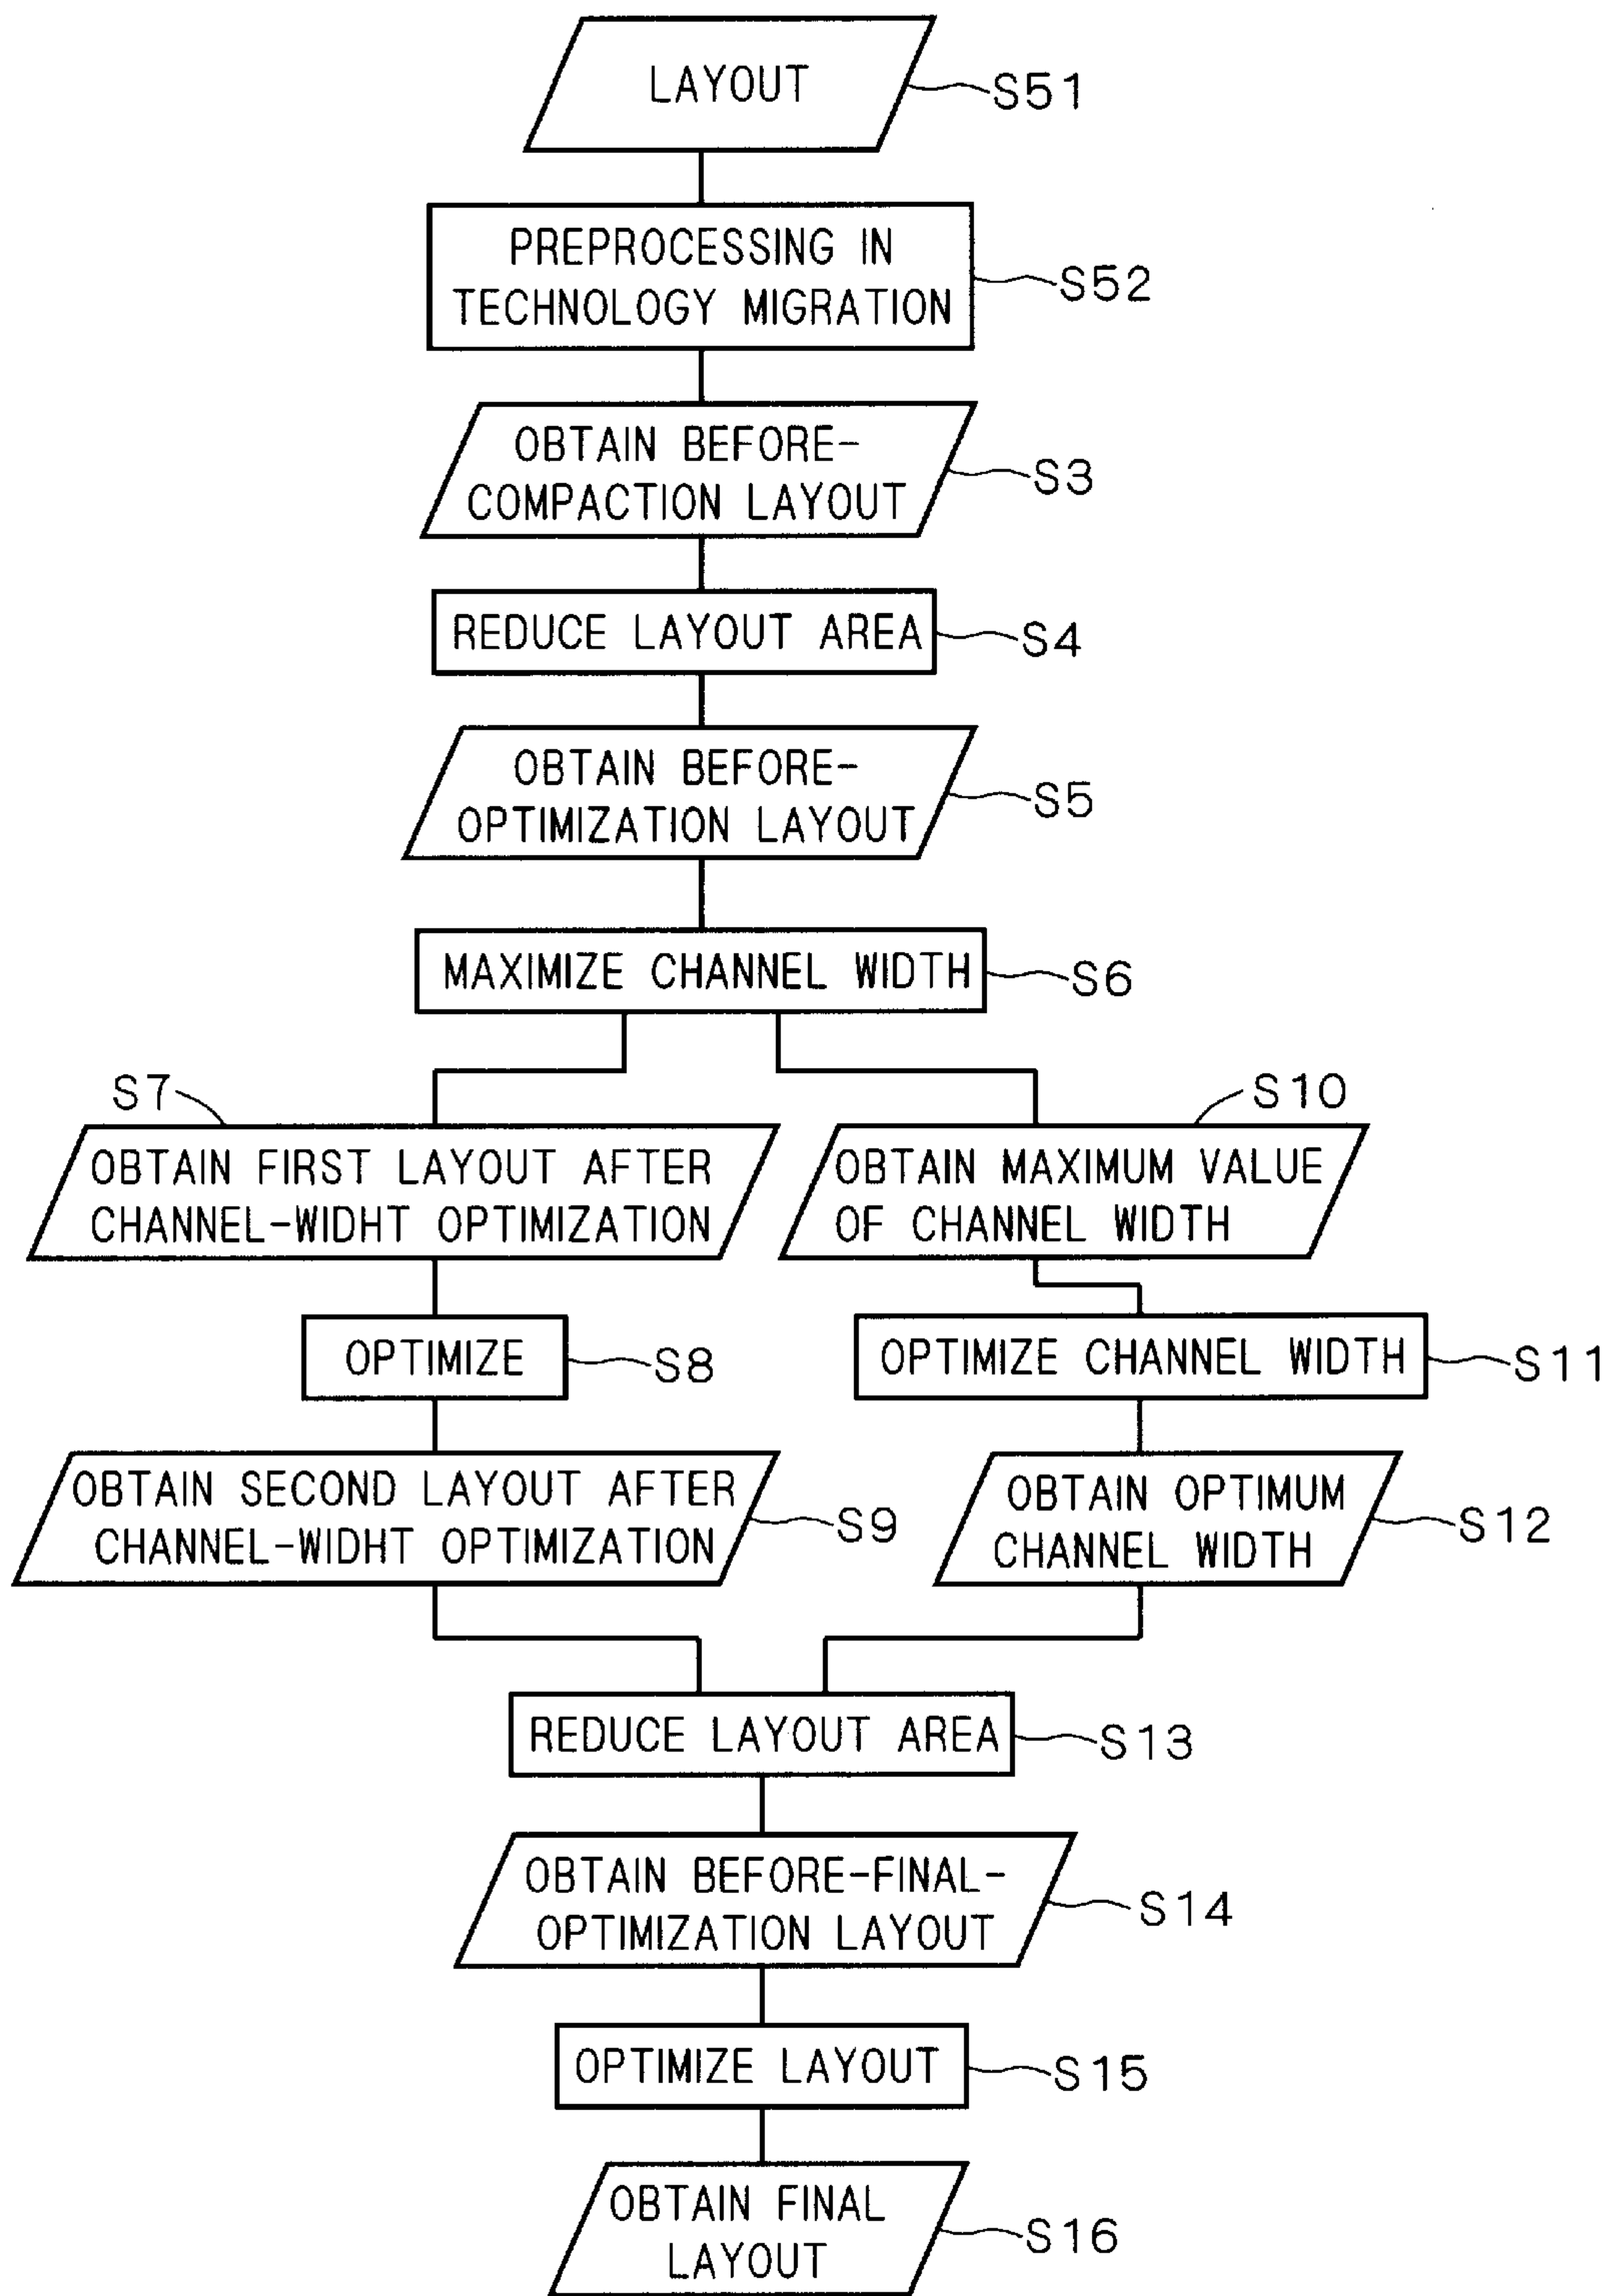 LAYOUT
S51
PREPROCESSING IN
TECHNOLOGY MIGRATION
S52
OBTAIN BEFORE-
COMPACTION LAYOUT
S3
REDUCE LAYOUT AREA
S4
OBTAIN BEFORE-
OPTIMIZATION LAYOUT
S5
MAXIMIZE CHANNEL WIDTH
S6
S7
OBTAIN FIRST LAYOUT AFTER
CHANNEL-WIDHT OPTIMIZATION
S10
OBTAIN MAXIMUM VALUE
OF CHANNEL WIDTH
OPTIMIZE
S8
OPTIMIZE CHANNEL WIDTH
S11
OBTAIN SECOND LAYOUT AFTER
CHANNEL-WIDHT OPTIMIZATION
S9
OBTAIN OPTIMUM
CHANNEL WIDTH
S12
REDUCE LAYOUT AREA
S13
OBTAIN BEFORE-FINAL-
OPTIMIZATION LAYOUT
S14
OPTIMIZE LAYOUT
S15
OBTAIN FINAL
LAYOUT
S16